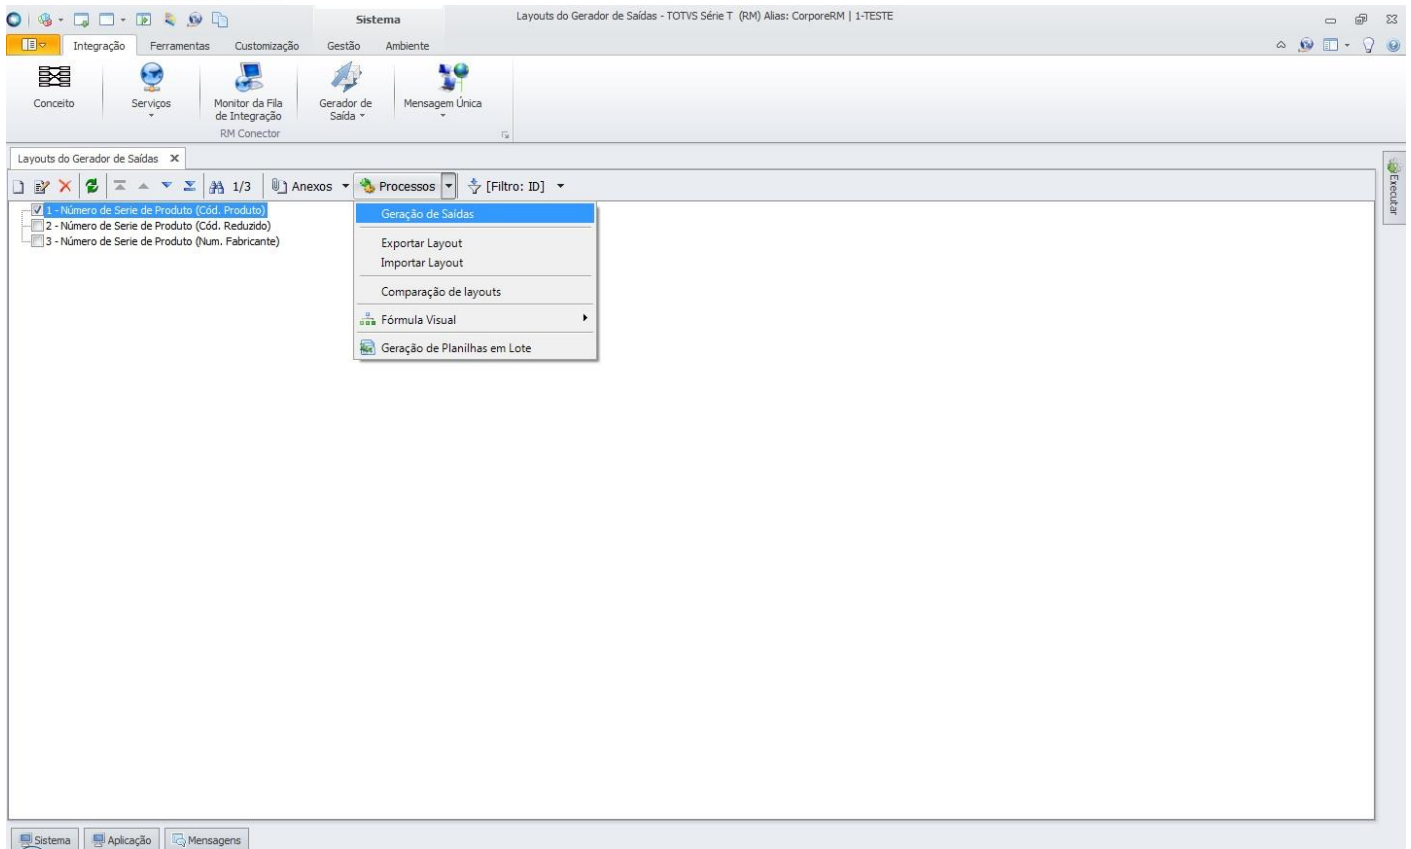 Sistema
Layouts do Gerador de Saídas - TOTVS Série T (RM) Alias: CorporeRM | 1-TESTE
Integração Ferramentas Customização Gestão Ambiente
Conceito
Serviços
Monitor da Fila
de Integração
Gerador de
Saída
Mensagem Única
RM Conector
Layouts do Gerador de Saídas X
1/3 Anexos Processos [Filtro: ID]
Executar
1 - Número de Serie de Produto (Cód. Produto)
2 - Número de Serie de Produto (Cód. Reduzido)
3 - Número de Serie de Produto (Num. Fabricante)
Geração de Saídas
Exportar Layout
Importar Layout
Comparação de layouts
Fórmula Visual
Geração de Planilhas em Lote
Sistema Aplicação Mensagens